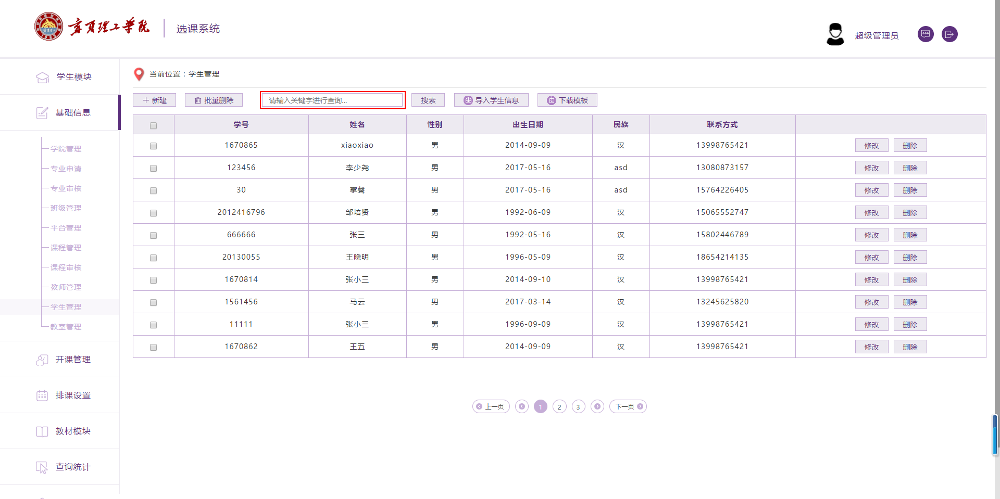 宁夏理工学院 选课系统
超级管理员
学生模块
基础信息
学院管理
专业申请
专业审核
班级管理
平台管理
课程管理
课程审核
教师管理
学生管理
教室管理
开课管理
排课设置
教材模块
查询统计
当前位置：学生管理
新建 批量删除 请输入关键字进行查询... 搜索 导入学生信息 下载模板
学号 姓名 性别 出生日期 民族 联系方式
1670865 xiaoxiao 男 2014-09-09 汉 13998765421 修改 删除
123456 李少尧 男 2017-05-16 asd 13080873157 修改 删除
30 掌馨 男 2017-05-16 asd 15764226405 修改 删除
2012416796 邹培贤 男 1992-06-09 汉 15065552747 修改 删除
666666 张三 男 1992-05-16 汉 15802446789 修改 删除
20130055 王晓明 男 1996-05-09 汉 18654214135 修改 删除
1670814 张小三 男 2014-09-10 汉 13998765421 修改 删除
1561456 马云 男 2017-03-14 汉 13245625820 修改 删除
11111 张小三 男 1996-09-09 汉 13998765421 修改 删除
1670862 王五 男 2014-09-09 汉 13998765421 修改 删除
上一页 1 2 3 下一页